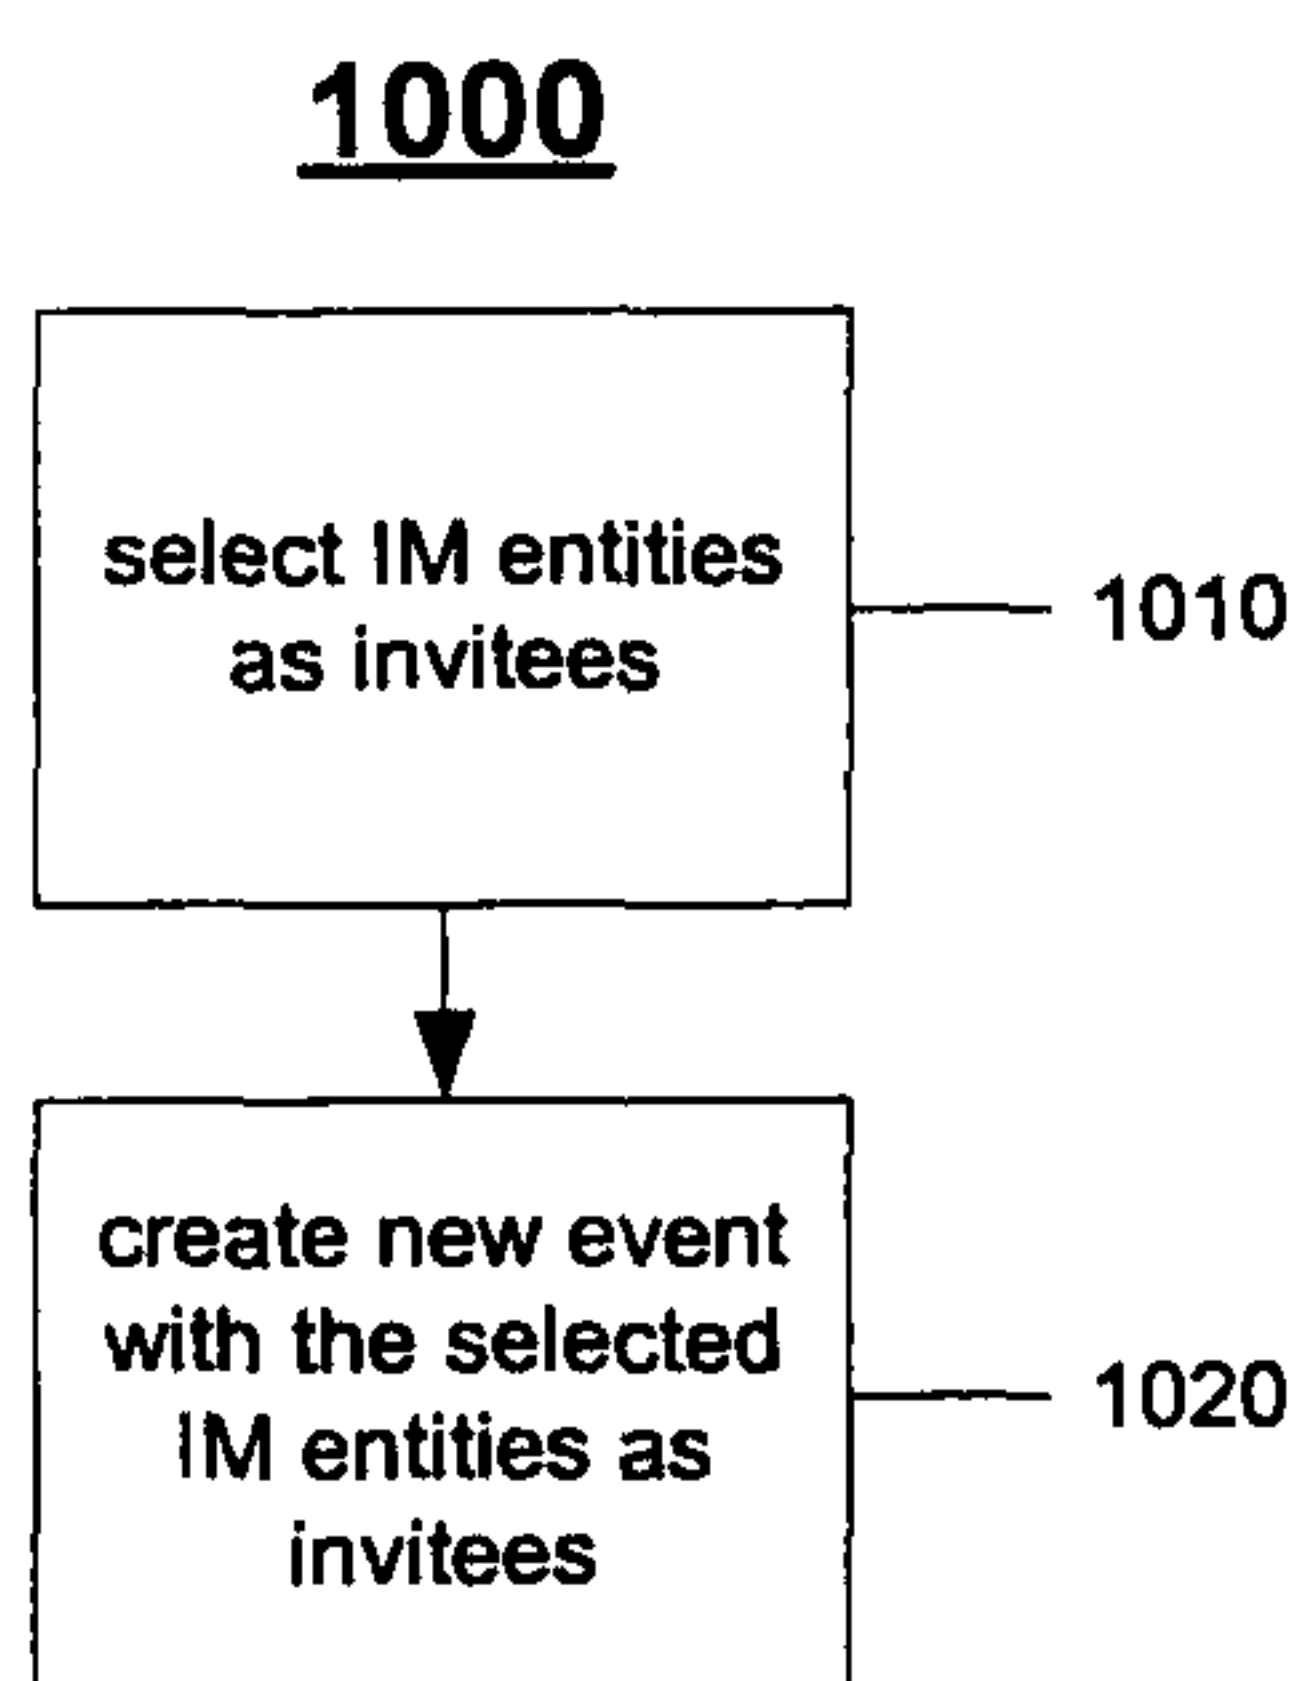 1000
select IM entities
as invitees
1010
create new event
with the selected
IM entities as
invitees
1020